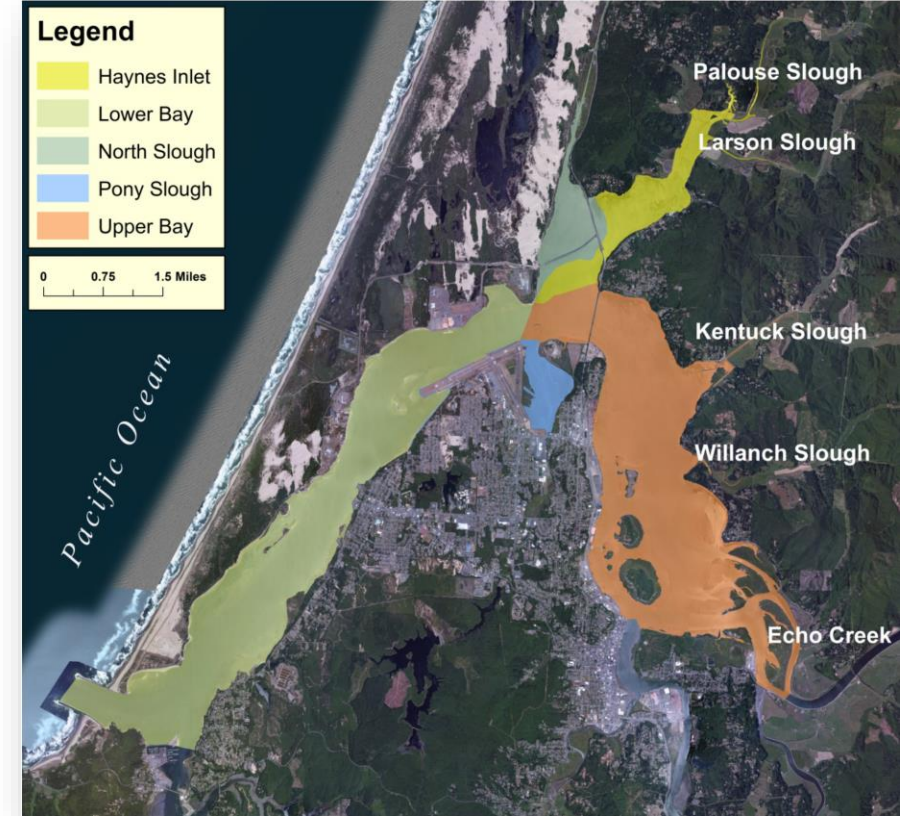 Legend
Haynes Inlet
Lower Bay
North Slough
Pony Slough
Upper Bay
0 0.75 1.5 Miles
Palouse Slough
Larson Slough
Kentuck Slough
Willanch Slough
Echo Creek
Pacific Ocean